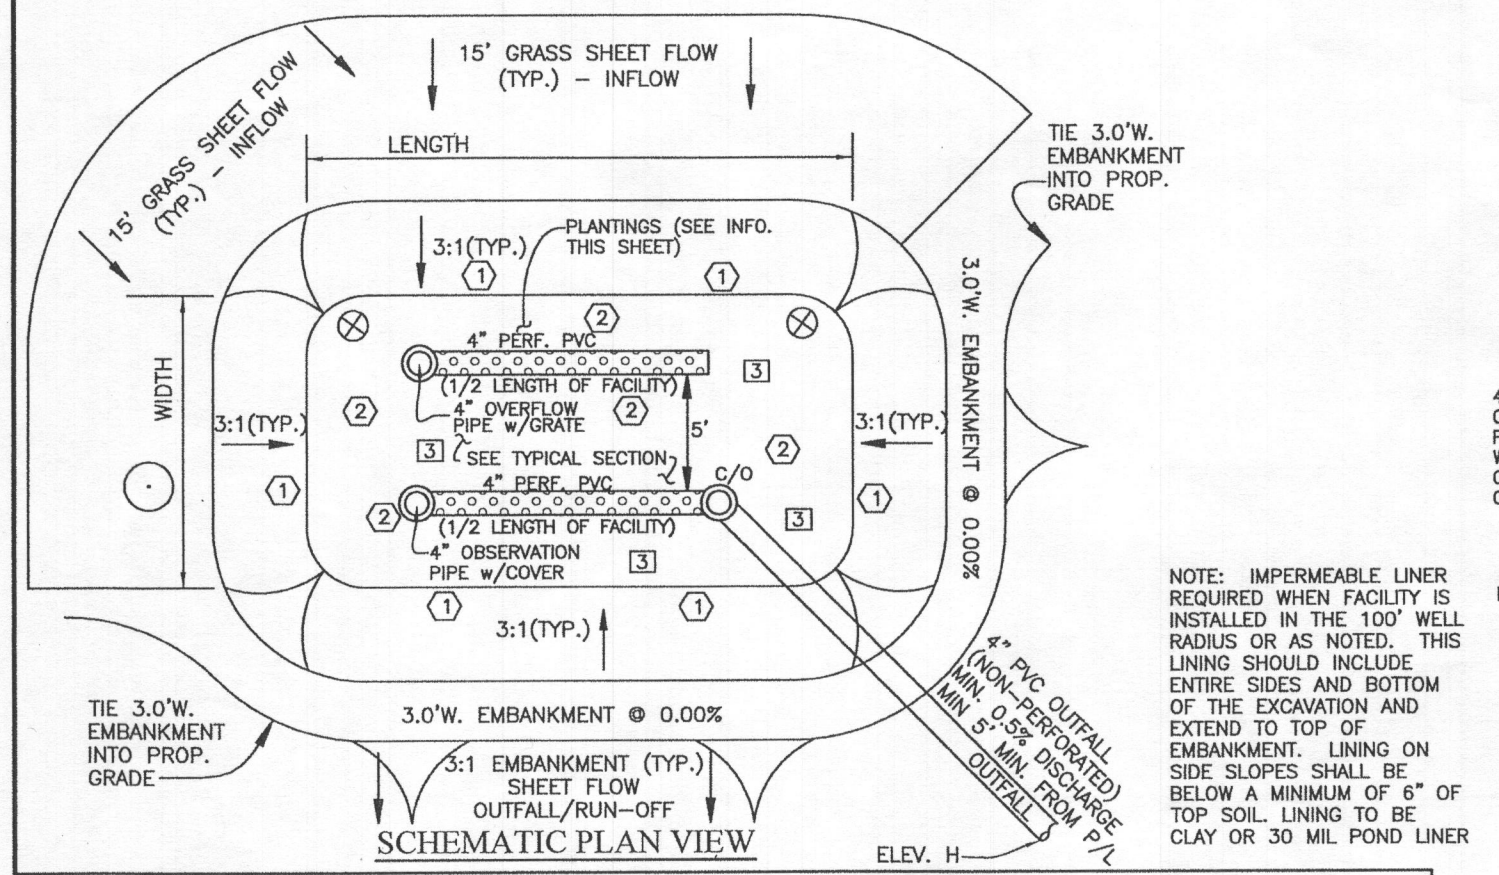 15' GRASS SHEET FLOW
(TYP.) - INFLOW
15' GRASS SHEET FLOW
(TYP.) - INFLOW
LENGTH
TIE 3.0'W.
EMBANKMENT
INTO PROP.
GRADE
PLANTINGS (SEE INFO.
THIS SHEET)
3:1(TYP.)
1
1
2
4" PERF. PVC
(1/2 LENGTH OF FACILITY)
3
WIDTH
2
4" OVERFLOW
PIPE w/GRATE
2
5'
3:1(TYP.)
3:1(TYP.)
3
SEE TYPICAL SECTION
2
3.0'W. EMBANKMENT @ 0.00%
4" PERF. PVC
C/O
1
1
2
(1/2 LENGTH OF FACILITY)
3
4" OBSERVATION
PIPE w/COVER
3
1
1
3:1(TYP.)
TIE 3.0'W.
EMBANKMENT
INTO PROP.
GRADE
3.0'W. EMBANKMENT @ 0.00%
3:1 EMBANKMENT (TYP.)
SHEET FLOW
OUTFALL/RUN-OFF
4" PVC OUTFALL
(NON-PERFORATED)
MIN. 0.5% DISCHARGE
MIN 5' MIN. FROM P/L
OUTFALL
ELEV. H
SCHEMATIC PLAN VIEW
NOTE: IMPERMEABLE LINER
REQUIRED WHEN FACILITY IS
INSTALLED IN THE 100' WELL
RADIUS OR AS NOTED. THIS
LINING SHOULD INCLUDE
ENTIRE SIDES AND BOTTOM
OF THE EXCAVATION AND
EXTEND TO TOP OF
EMBANKMENT. LINING ON
SIDE SLOPES SHALL BE
BELOW A MINIMUM OF 6" OF
TOP SOIL. LINING TO BE
CLAY OR 30 MIL POND LINER